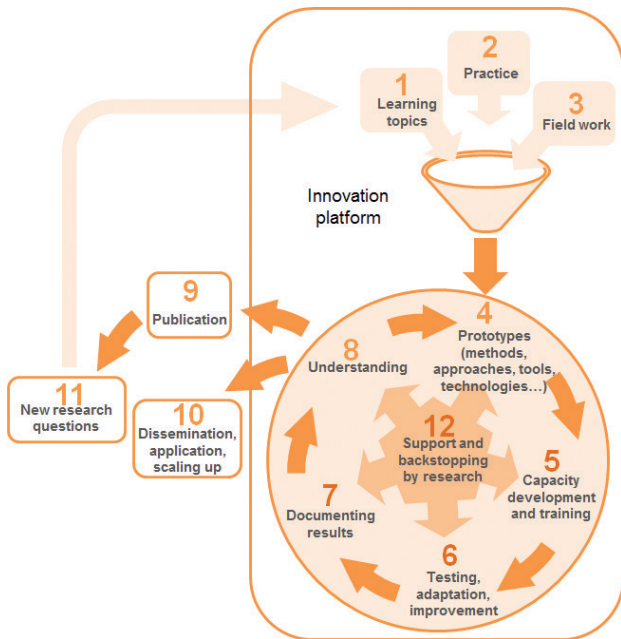 1
Learning
topics
2
Practice
3
Field work
Innovation
platform
4
Prototypes
(methods,
approaches, tools,
technologies...)
5
Capacity
development
and training
6
Testing,
adaptation,
improvement
7
Documenting
results
8
Understanding
9
Publication
10
Dissemination,
application,
scaling up
11
New research
questions
12
Support and
backstopping
by research